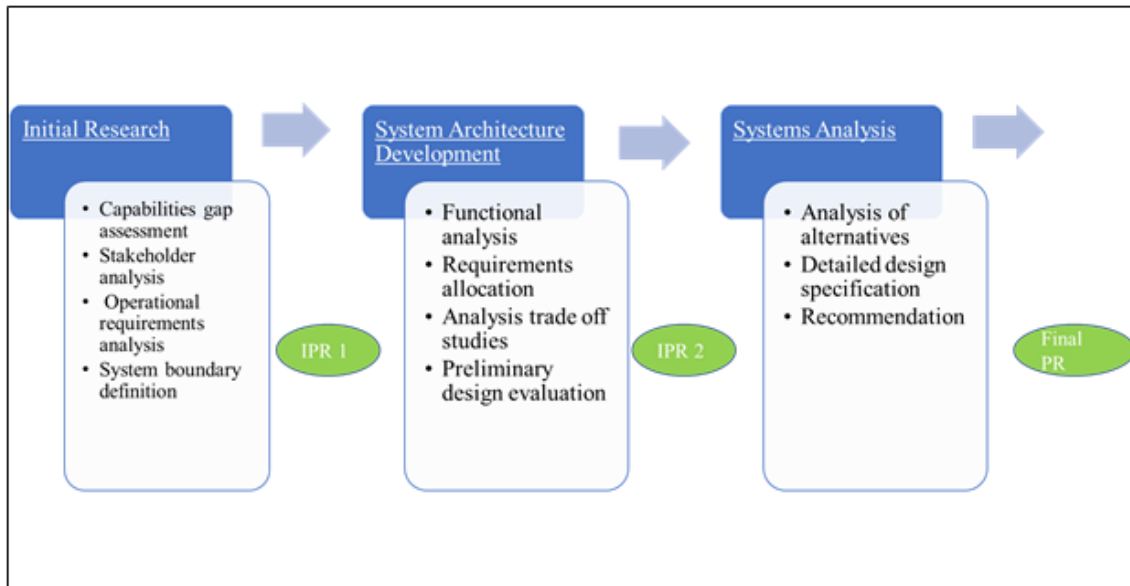 Initial Research
• Capabilities gap
assessment
• Stakeholder
analysis
• Operational
requirements
analysis
• System boundary
definition
IPR 1
System Architecture
Development
• Functional
analysis
• Requirements
allocation
• Analysis trade off
studies
• Preliminary
design evaluation
IPR 2
Systems Analysis
• Analysis of
alternatives
• Detailed design
specification
• Recommendation
Final
PR